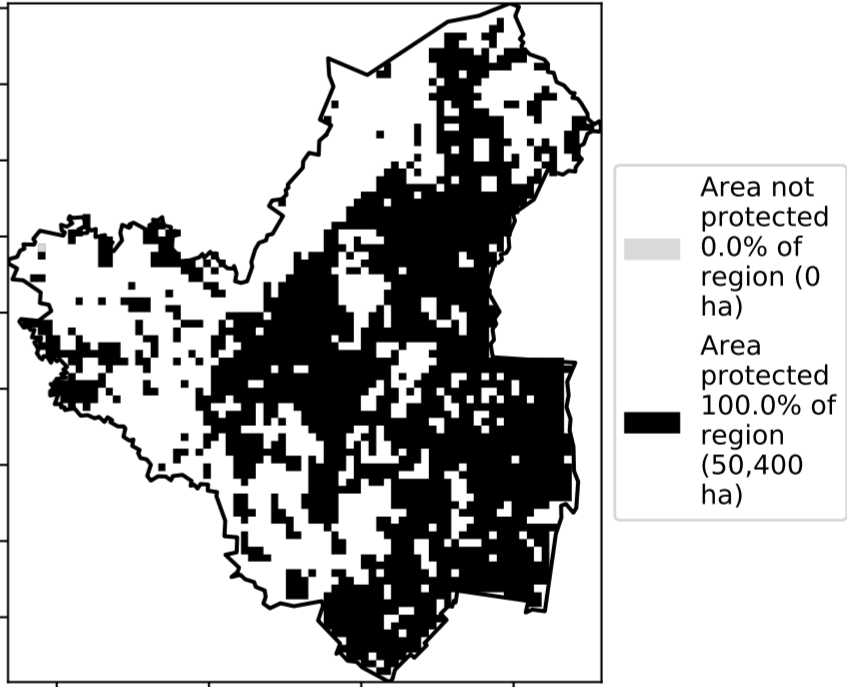 Area not
protected
0.0% of
region (0
ha)
Area
protected
100.0% of
region
(50,400
ha)